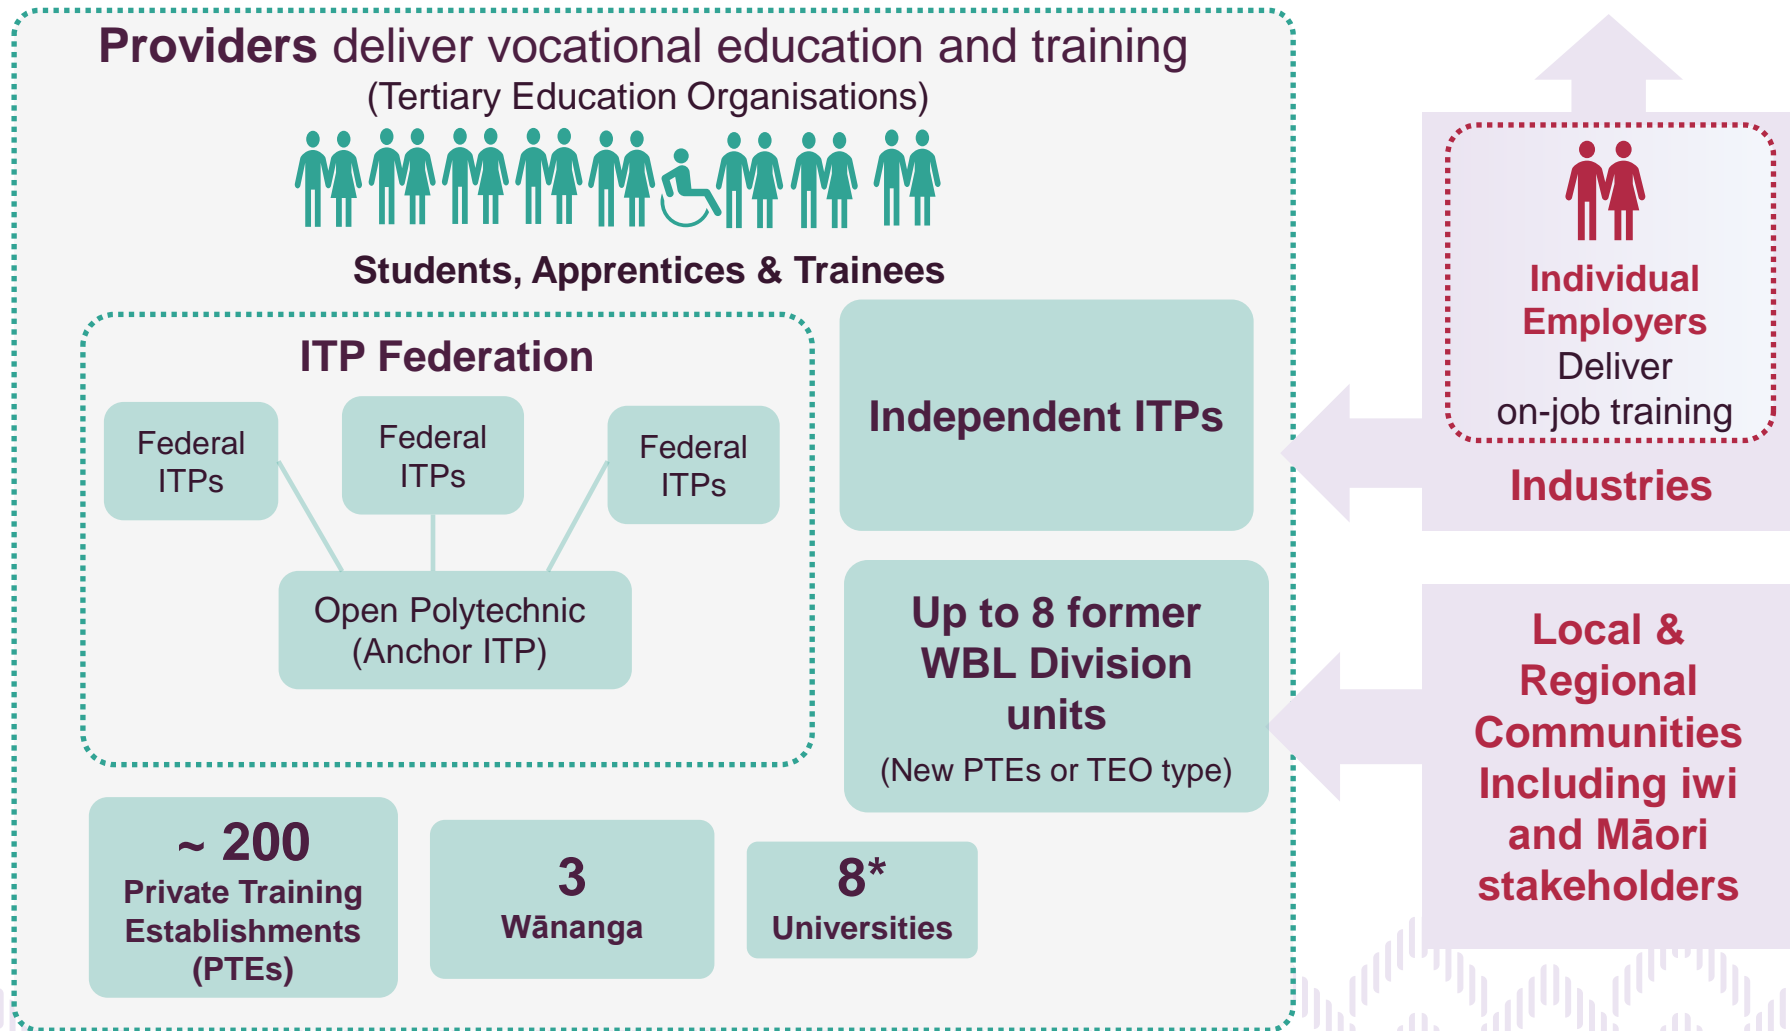 Providers deliver vocational education and training
(Tertiary Education Organisations)
Students, Apprentices & Trainees
ITP Federation
Federal
ITPs
Federal
ITPs
Federal
ITPs
Open Polytechnic
(Anchor ITP)
Independent ITPs
Up to 8 former
WBL Division
units
(New PTEs or TEO type)
~ 200
Private Training
Establishments
(PTEs)
3
Wānanga
8*
Universities
Individual
Employers
Deliver
on-job training
Industries
Local &
Regional
Communities
Including iwi
and Māori
stakeholders